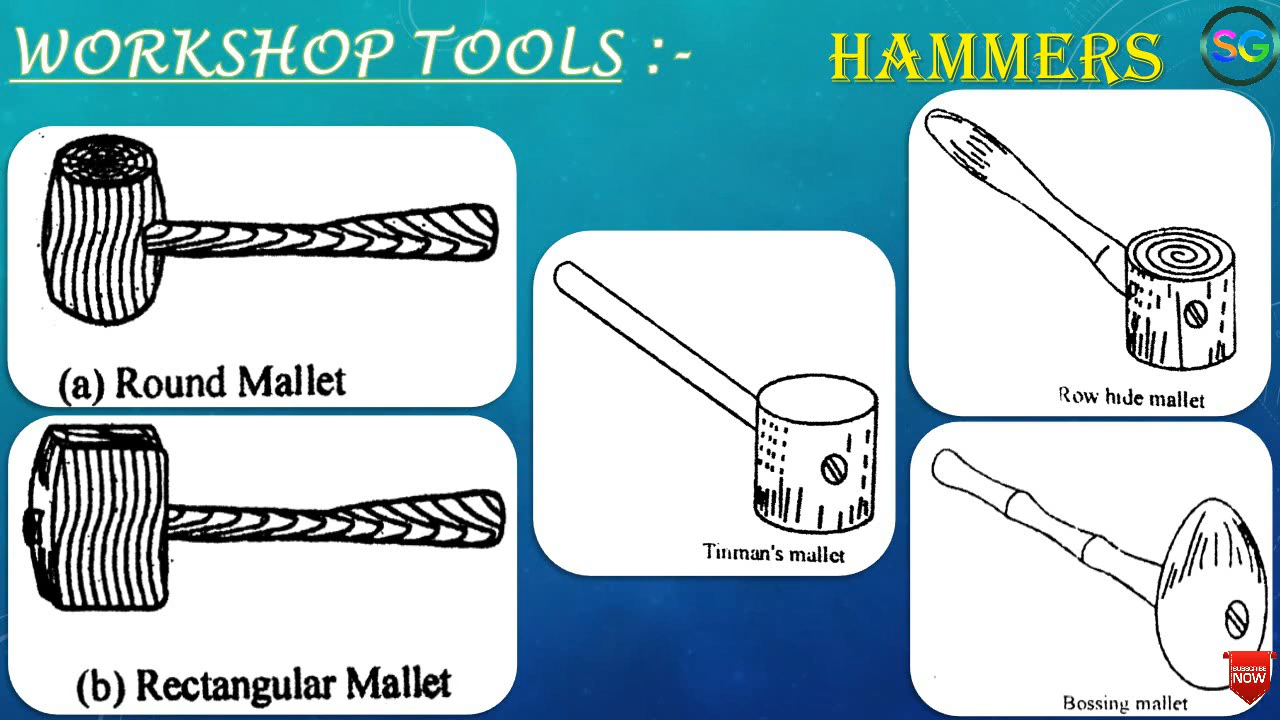 WORKSHOP TOOLS :-
HAMMERS
SG
(a) Round Mallet
(b) Rectangular Mallet
Tinman's mallet
Row hide mallet
Bossing mallet
SUBSCRIBE
NOW